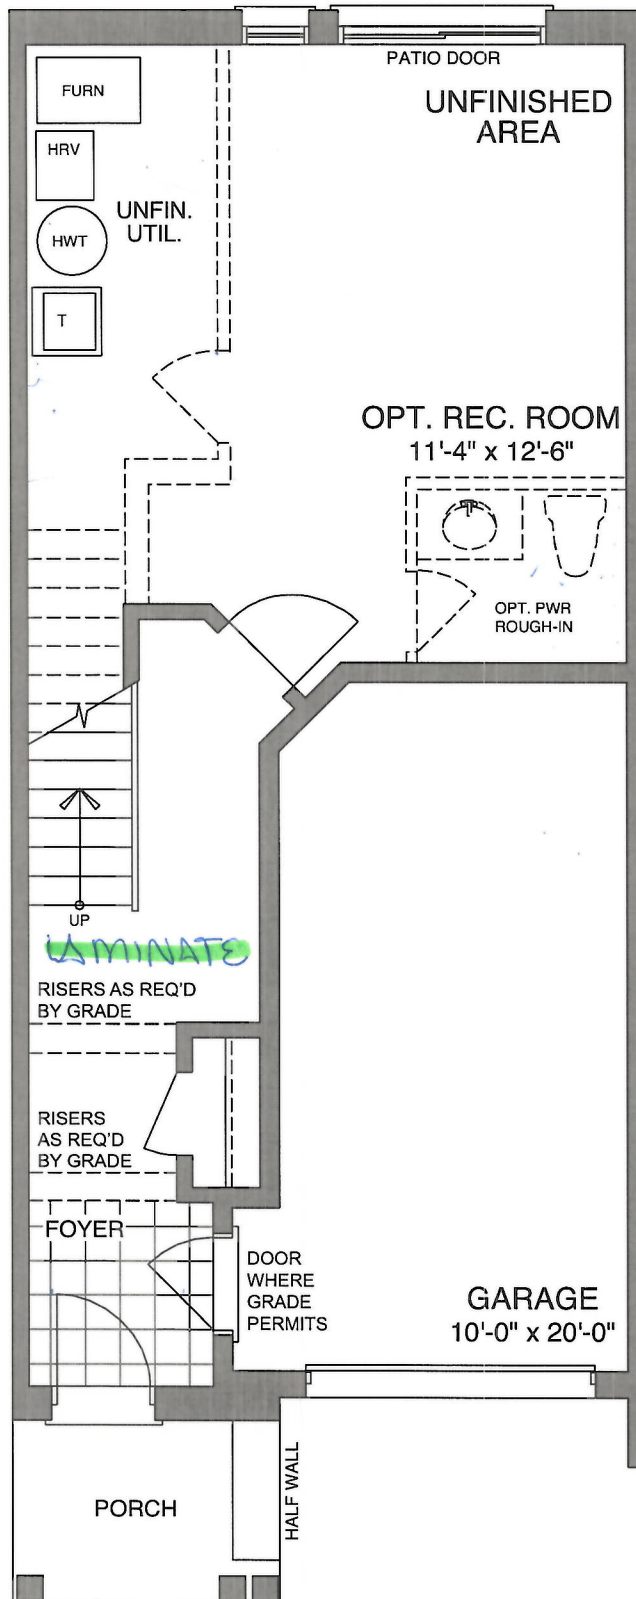 PATIO DOOR
FURN
UNFINISHED
AREA
HRV
UNFIN.
UTIL.
HWT
T
OPT. REC. ROOM
11'-4" x 12'-6"
OPT. PWR
ROUGH-IN
UP
LAMINATE
RISERS AS REQ'D
BY GRADE
RISERS
AS REQ'D
BY GRADE
FOYER
DOOR
WHERE
GRADE
PERMITS
GARAGE
10'-0" x 20'-0"
PORCH
HALF WALL